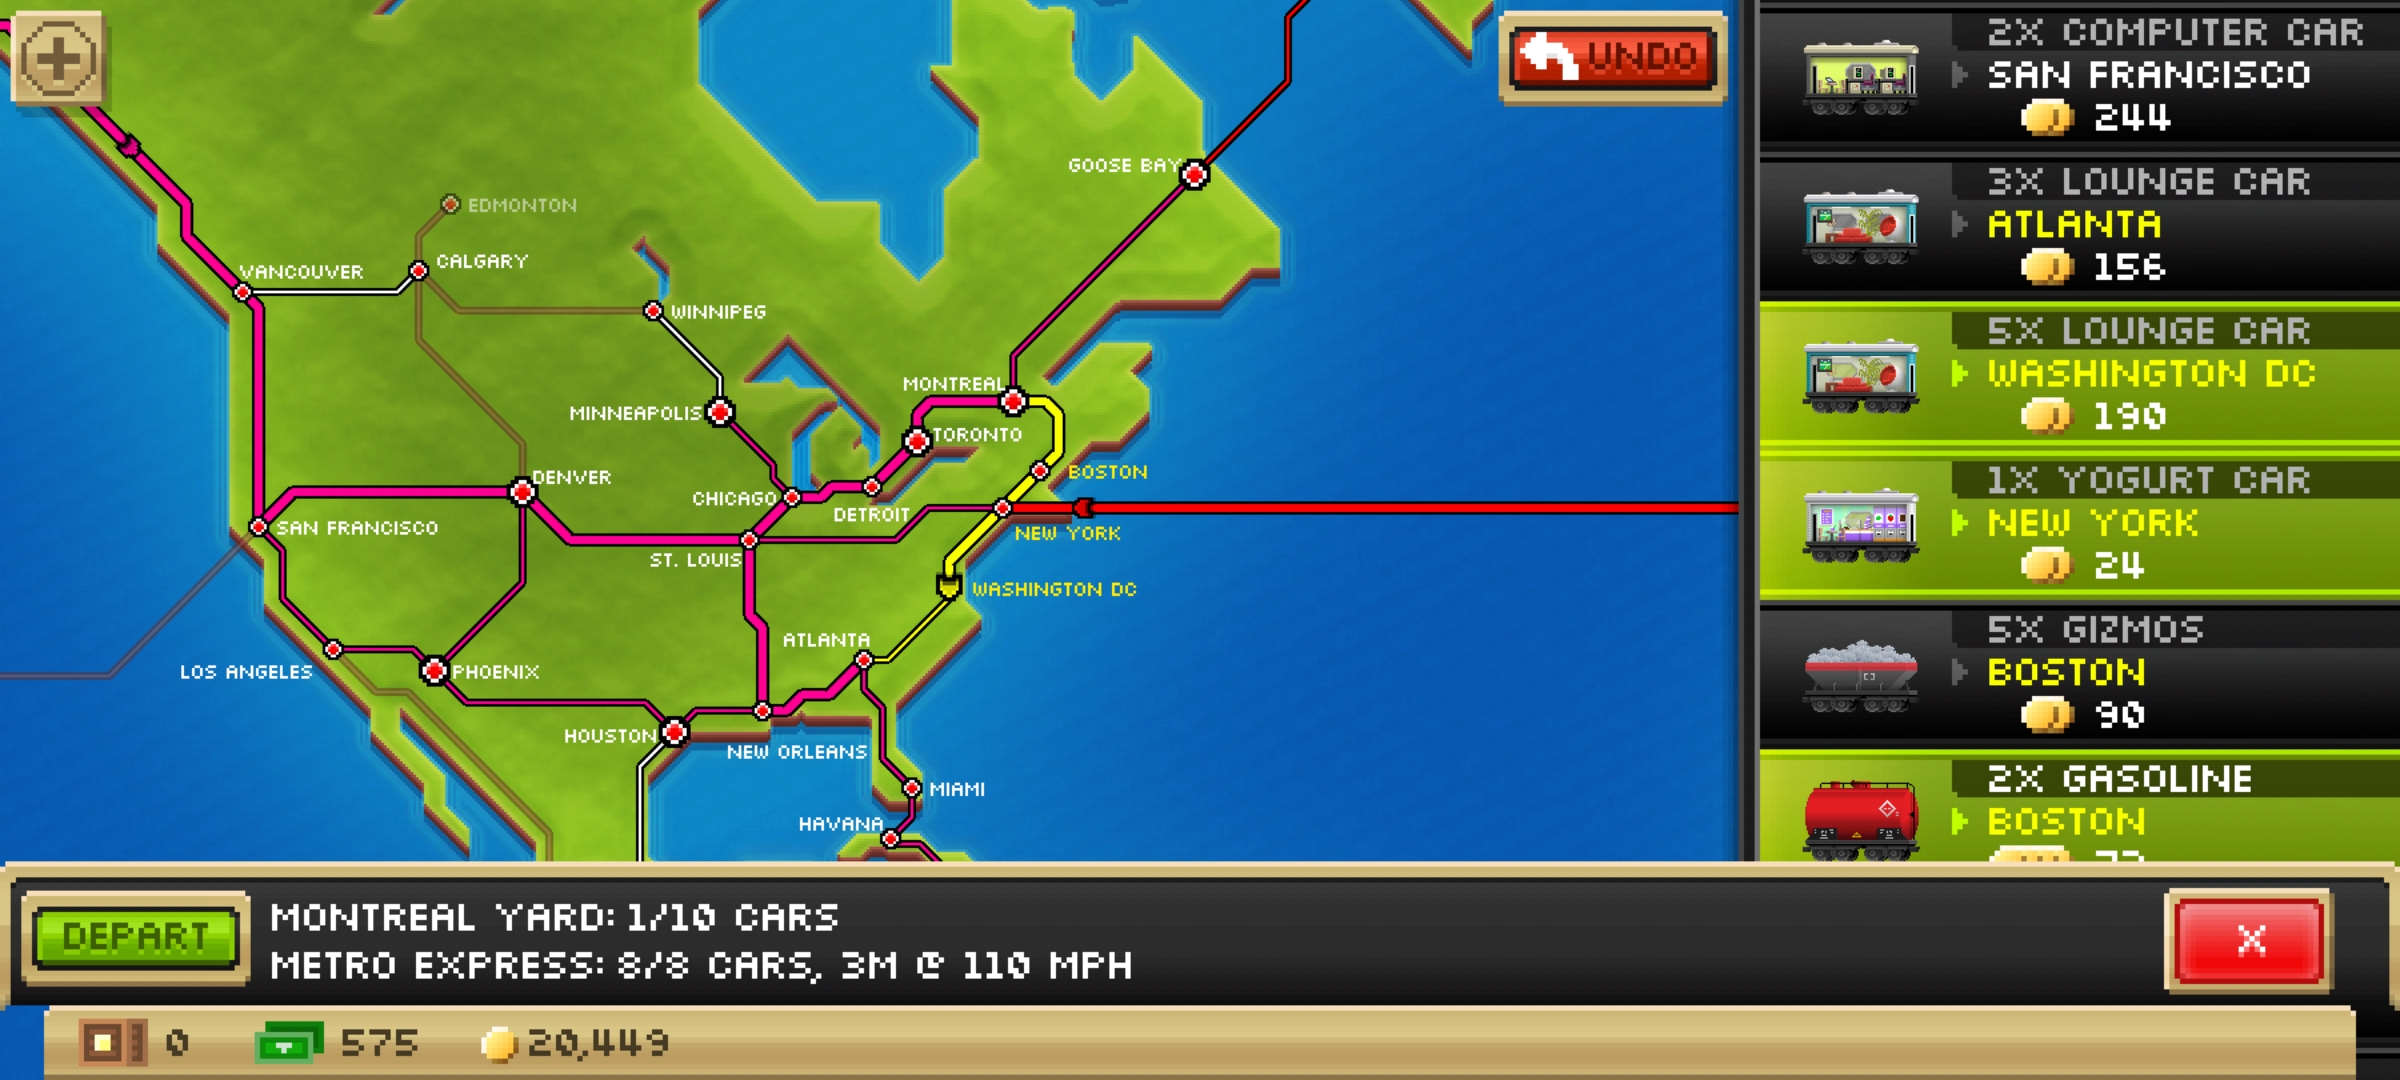 UNDO
GOOSE BAY
EDMONTON
CALGARY
VANCOUVER
WINNIPEG
MONTREAL
MINNEAPOLIS
TORONTO
BOSTON
DENVER
CHICAGO
DETROIT
SAN FRANCISCO
NEW YORK
ST. LOUIS
WASHINGTON DC
ATLANTA
LOS ANGELES
PHOENIX
HOUSTON
NEW ORLEANS
MIAMI
HAVANA
2X COMPUTER CAR
SAN FRANCISCO
244
3X LOUNGE CAR
ATLANTA
156
5X LOUNGE CAR
WASHINGTON DC
190
1X YOGURT CAR
NEW YORK
24
5X GIZMOS
BOSTON
90
2X GASOLINE
BOSTON
DEPART
MONTREAL YARD: 1/10 CARS
METRO EXPRESS: 8/8 CARS, 3M @ 110 MPH
X
0
575
20,449